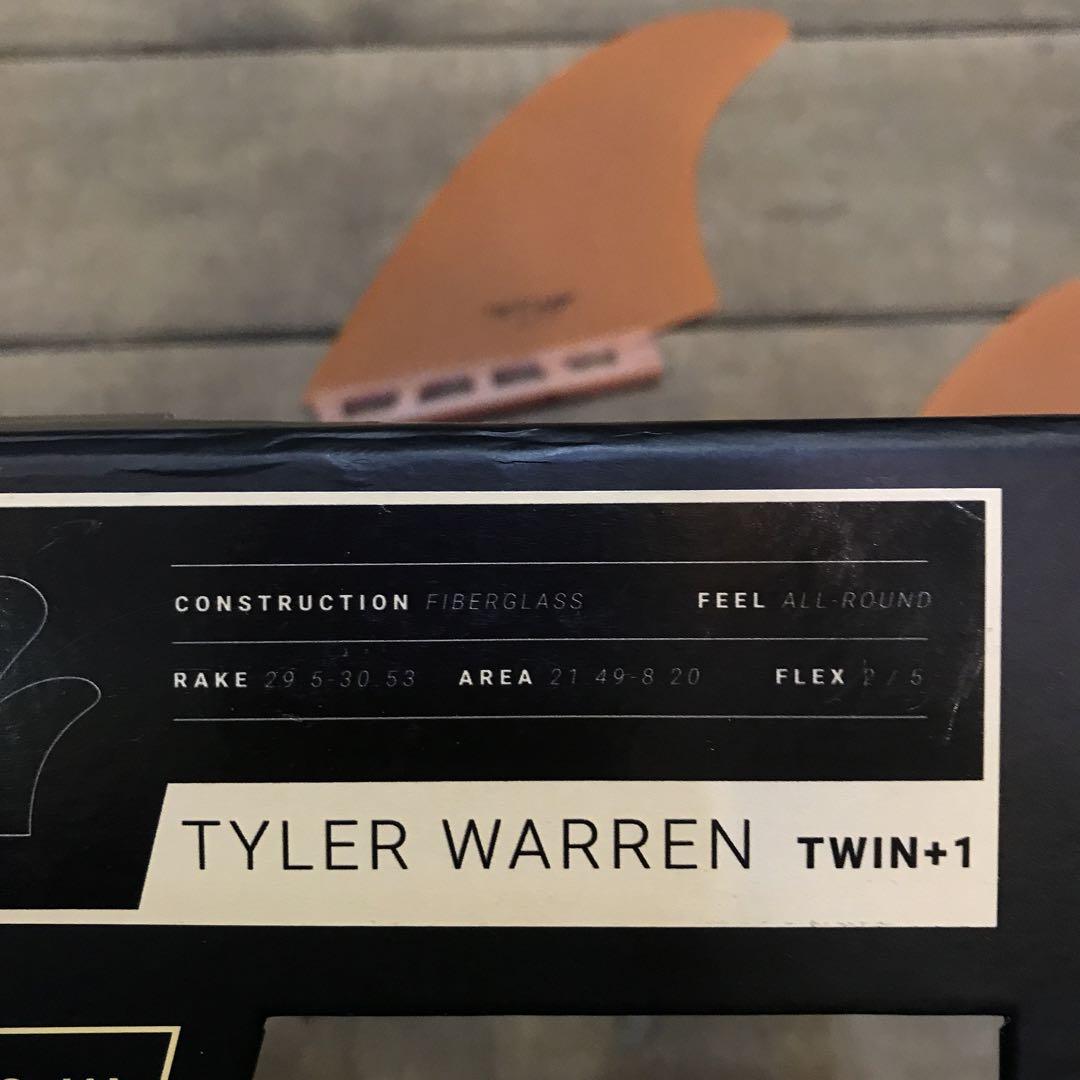 CONSTRUCTION FIBERGLASS FEEL ALL-ROUND
RAKE 29.5-30.53 AREA 21.49-8.20 FLEX 2 / 5
TYLER WARREN TWIN+1